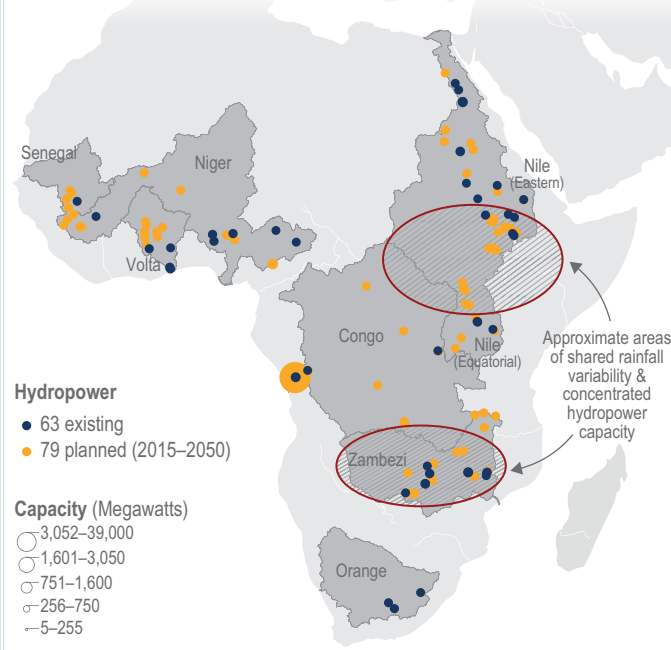 Senegal
Niger
Nile
(Eastern)
Volta
Congo
Nile
(Equatorial)
Approximate areas
of shared rainfall
variability &
concentrated
hydropower
capacity
Zambezi
Orange
Hydropower
63 existing
79 planned (2015–2050)
Capacity (Megawatts)
3,052–39,000
1,601–3,050
751–1,600
256–750
5–255